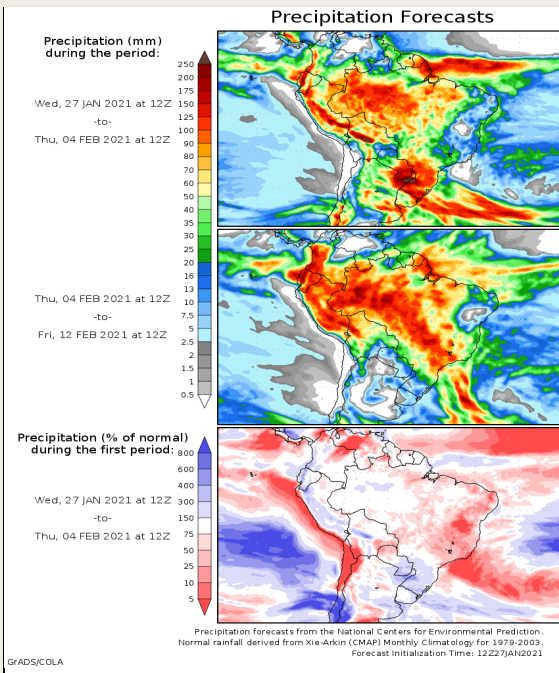 Precipitation Forecasts
Precipitation (mm)
during the period:
Wed, 27 JAN 2021 at 12Z
-to-
Thu, 04 FEB 2021 at 12Z
250
200
175
150
125
100
90
80
70
60
50
40
35
30
25
20
16
13
10
7.5
5
2.5
2
1.5
1
0.5
Thu, 04 FEB 2021 at 12Z
-to-
Fri, 12 FEB 2021 at 12Z
Precipitation (% of normal)
during the first period:
Wed, 27 JAN 2021 at 12Z
-to-
Thu, 04 FEB 2021 at 12Z
800
600
400
300
150
75
50
25
10
5
Precipitation forecasts from the National Centers for Environmental Prediction.
Normal rainfall derived from Xie-Arkin (CMAP) Monthly Climatology for 1979-2003.
Forecast Initialization Time: 12Z27JAN2021
GrADS/COLA